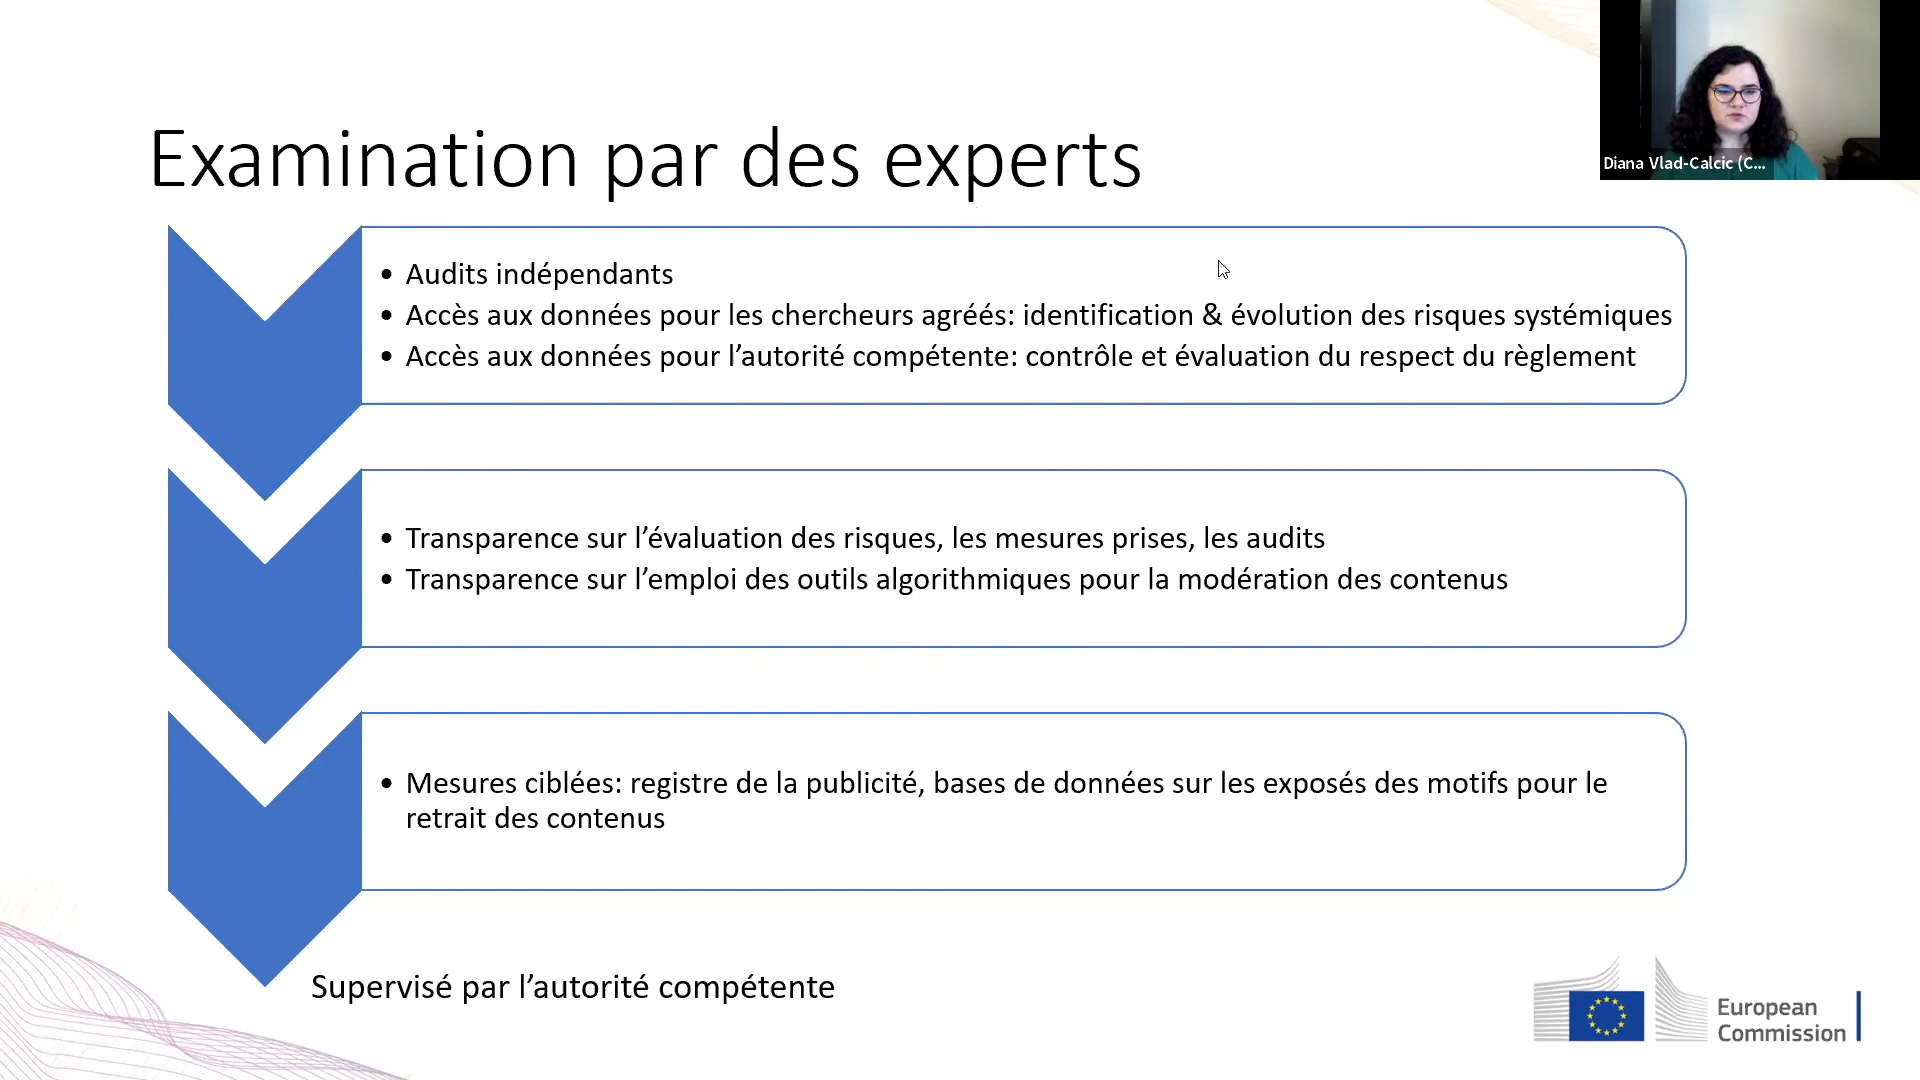 Diana Vlad-Calcic (C...
Examination par des experts
• Audits indépendants
• Accès aux données pour les chercheurs agréés: identification & évolution des risques systémiques
• Accès aux données pour l’autorité compétente: contrôle et évaluation du respect du règlement
• Transparence sur l’évaluation des risques, les mesures prises, les audits
• Transparence sur l’emploi des outils algorithmiques pour la modération des contenus
• Mesures ciblées: registre de la publicité, bases de données sur les exposés des motifs pour le
retrait des contenus
Supervisé par l’autorité compétente
European
Commission